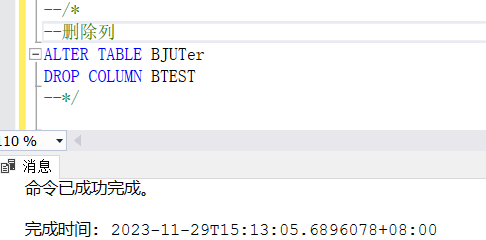 --/*
--删除列
ALTER TABLE BJUTer
DROP COLUMN BTEST
--*/
110 %
消息
命令已成功完成。
完成时间: 2023-11-29T15:13:05.6896078+08:00